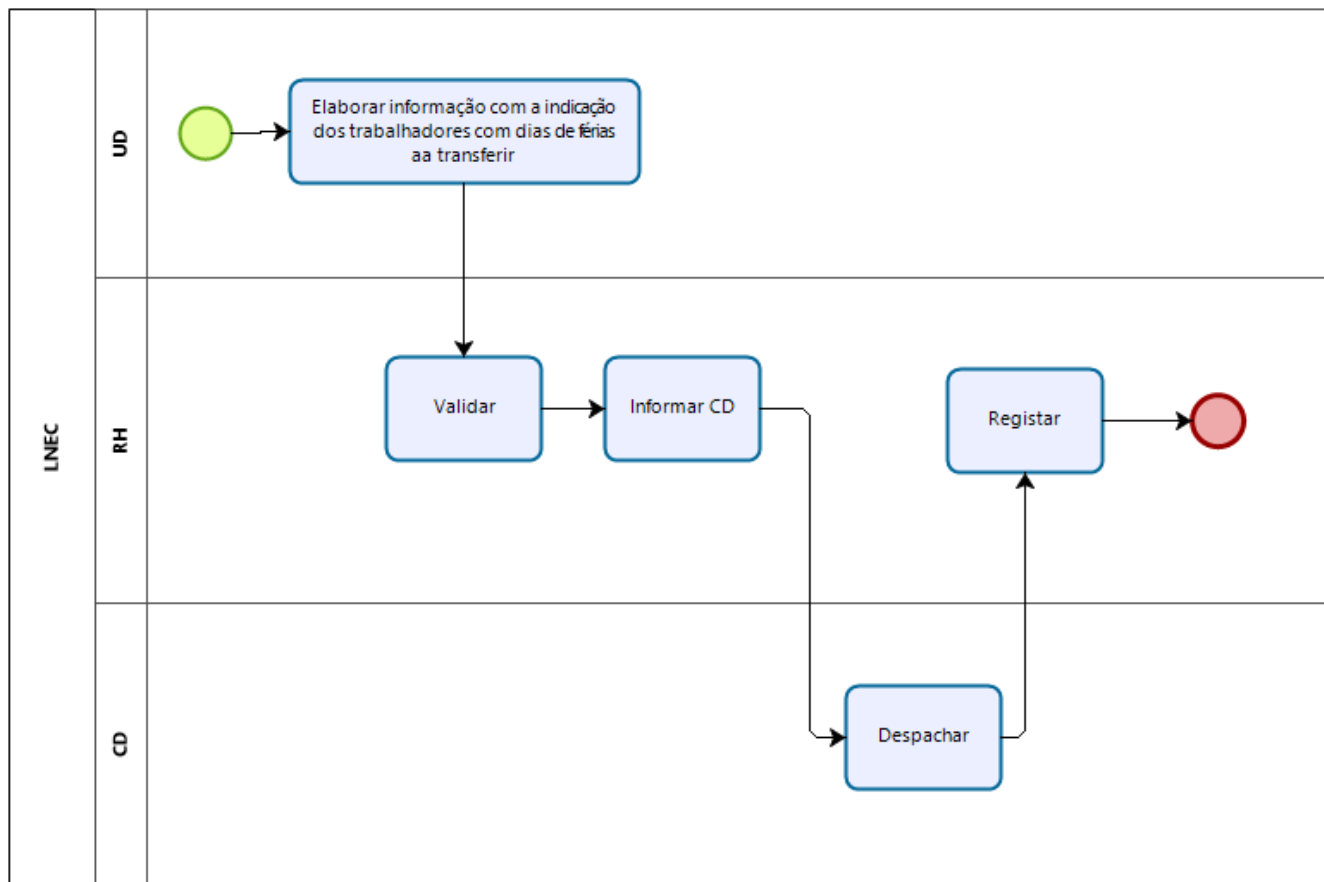 LNEC
UD
Elaborar informação com a indicação
dos trabalhadores com dias de férias
aa transferir
RH
Validar
Informar CD
Registar
CD
Despachar